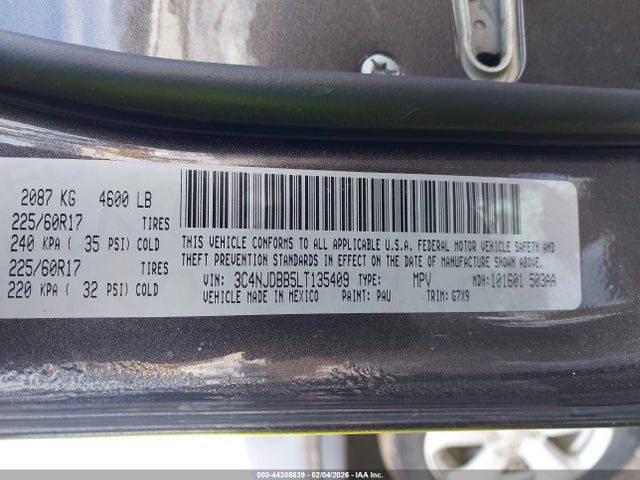 2087 KG 4600 LB
225/60R17 TIRES
240 KPA ( 35 PSI) COLD
225/60R17 TIRES
220 KPA ( 32 PSI) COLD
THIS VEHICLE CONFORMS TO ALL APPLICABLE U.S.A. FEDERAL MOTOR VEHICLE SAFETY AND
THEFT PREVENTION STANDARDS IN EFFECT ON THE DATE OF MANUFACTURE SHOWN ABOVE.
VIN: 3C4NJDBB5LT135409 TYPE: MPV MDH: 101601 503AA
VEHICLE MADE IN MEXICO PAINT: PAU TRIM: G7X9
000-44308639 - 02/04/2026 - IAA Inc.